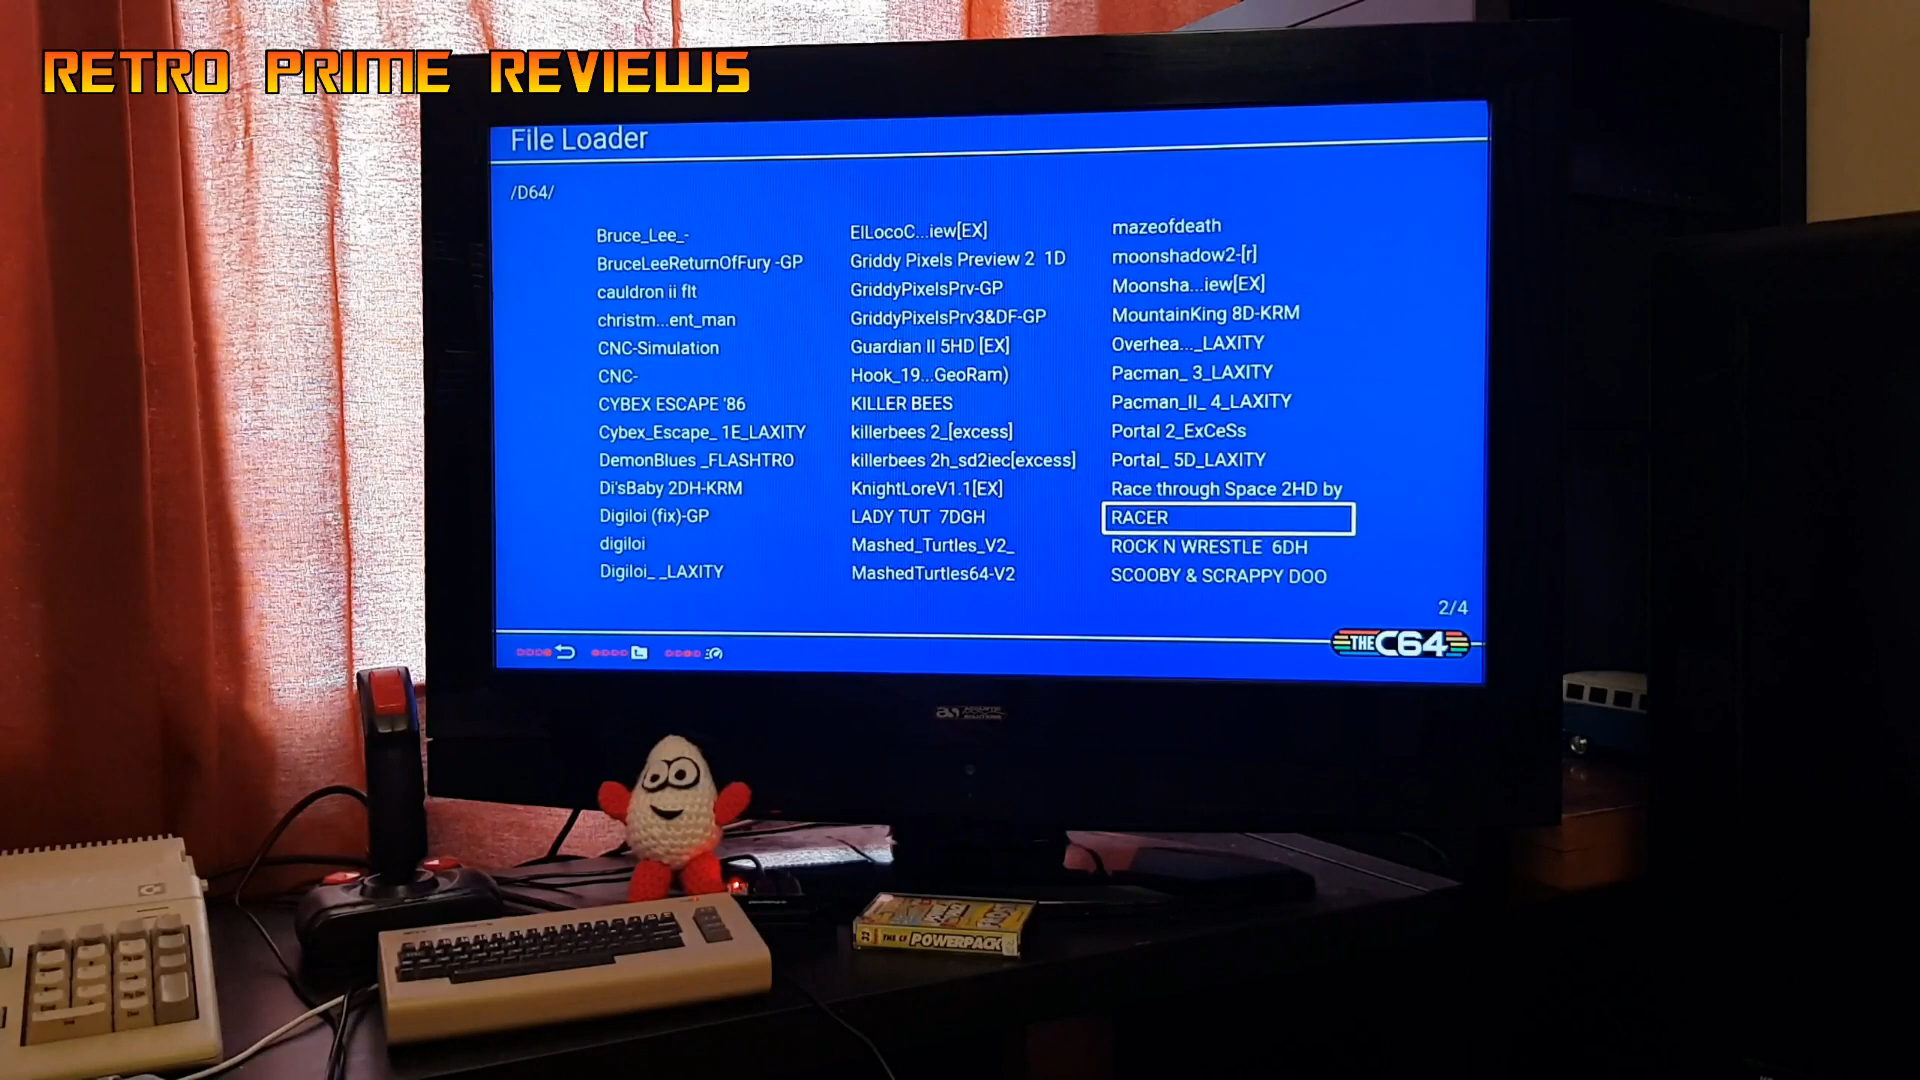 RETRO PRIME REVIEWS
File Loader
/D64/
Bruce_Lee_-
BruceLeeReturnOfFury -GP
cauldron ii flt
christm...ent_man
CNC-Simulation
CNC-
CYBEX ESCAPE '86
Cybex_Escape_ 1E_LAXITY
DemonBlues _FLASHTRO
Di'sBaby 2DH-KRM
Digiloi (fix)-GP
digiloi
Digiloi_ _LAXITY
ElLocoC...iew[EX]
Griddy Pixels Preview 2 1D
GriddyPixelsPrv-GP
GriddyPixelsPrv3&DF-GP
Guardian II 5HD [EX]
Hook_19...GeoRam)
KILLER BEES
killerbees 2_[excess]
killerbees 2h_sd2iec[excess]
KnightLoreV1.1[EX]
LADY TUT 7DGH
Mashed_Turtles_V2_
MashedTurtles64-V2
mazeofdeath
moonshadow2-[r]
Moonsha...iew[EX]
MountainKing 8D-KRM
Overhea..._LAXITY
Pacman_ 3_LAXITY
Pacman_II_ 4_LAXITY
Portal 2_ExCeSs
Portal_ 5D_LAXITY
Race through Space 2HD by
RACER
ROCK N WRESTLE 6DH
SCOOBY & SCRAPPY DOO
2/4
THE C64
ACOUSTIC SOLUTIONS
33 THE CF POWERPACK